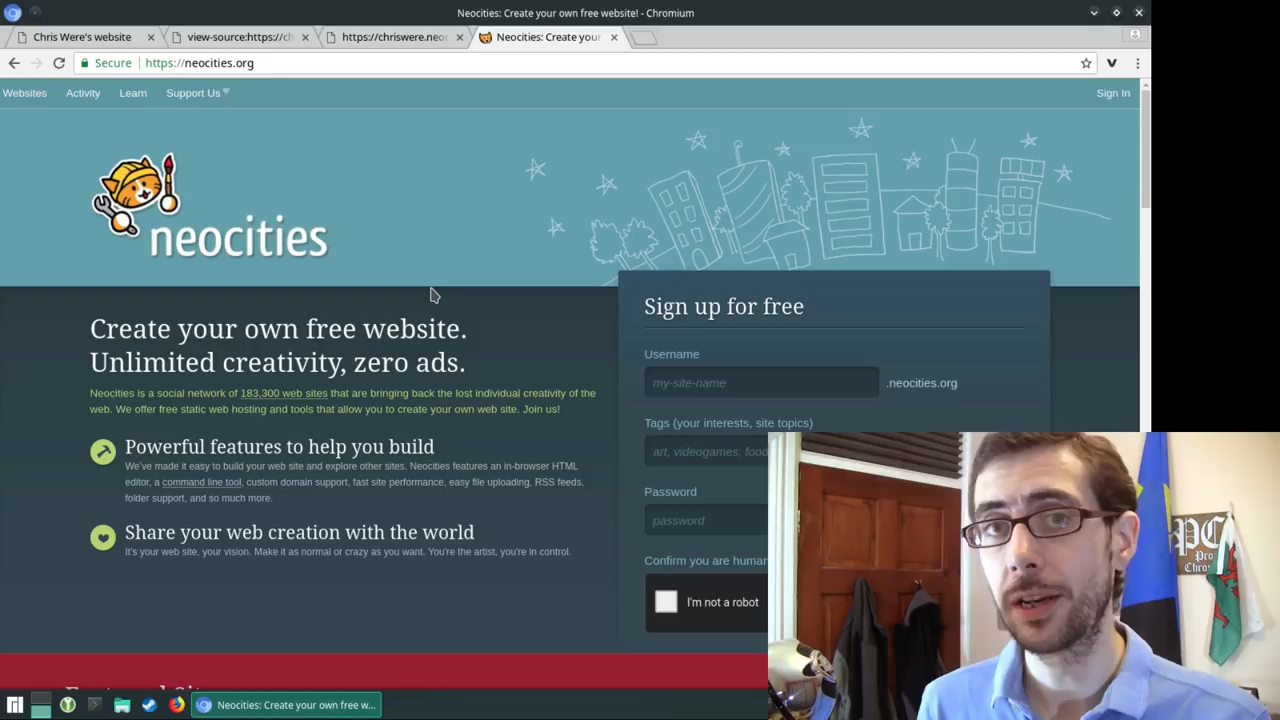 Neocities: Create your own free website! - Chromium
Chris Were's website
view-source:https://ch
https://chriswere.neoc
Neocities: Create your
Secure
https://neocities.org
Websites
Activity
Learn
Support Us
Sign In
neocities
Create your own free website.
Unlimited creativity, zero ads.
Neocities is a social network of 183,300 web sites that are bringing back the lost individual creativity of the
web. We offer free static web hosting and tools that allow you to create your own web site. Join us!
Powerful features to help you build
We've made it easy to build your web site and explore other sites. Neocities features an in-browser HTML
editor, a command line tool, custom domain support, fast site performance, easy file uploading, RSS feeds,
folder support, and so much more.
Share your web creation with the world
It's your web site, your vision. Make it as normal or crazy as you want. You're the artist, you're in control.
Sign up for free
Username
my-site-name
.neocities.org
Tags (your interests, site topics)
art, videogames, food
Password
password
Confirm you are human
I'm not a robot
PC
Pro
Chro
Neocities: Create your own free w...